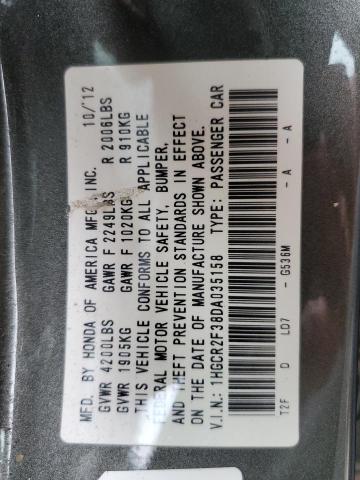 MFD. BY HONDA OF AMERICA MFG., INC. 10/12
GVWR 4200LBS GAWR F 2249LBS R 2006LBS
GVWR 1905KG GAWR F 1020KG R 910KG
THIS VEHICLE CONFORMS TO ALL APPLICABLE
FEDERAL MOTOR VEHICLE SAFETY, BUMPER,
AND THEFT PREVENTION STANDARDS IN EFFECT
ON THE DATE OF MANUFACTURE SHOWN ABOVE.
V.I.N.: 1HGCR2F38DA035158 TYPE: PASSENGER CAR
T2F D LD7 - G536M - A - A